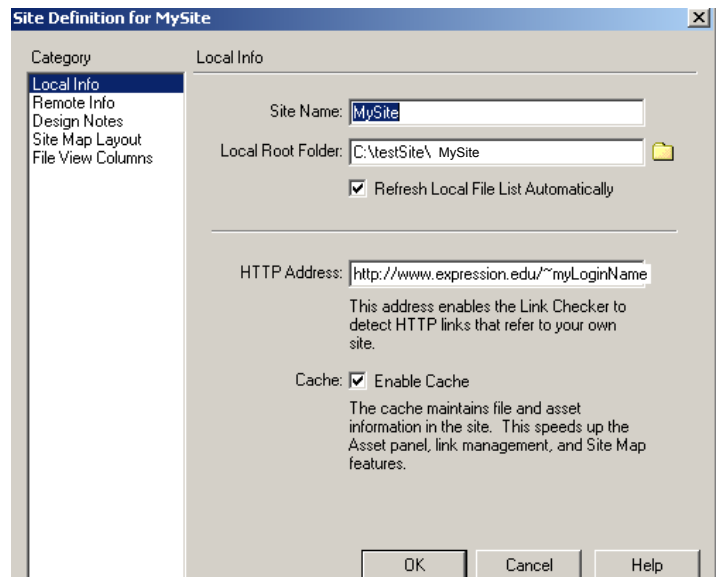 Site Definition for MySite
Category
Local Info
Remote Info
Design Notes
Site Map Layout
File View Columns
Local Info
Site Name: MySite
Local Root Folder: C:\testSite\ MySite
Refresh Local File List Automatically
HTTP Address: http://www.expression.edu/~myLoginName
This address enables the Link Checker to
detect HTTP links that refer to your own
site.
Cache: Enable Cache
The cache maintains file and asset
information in the site. This speeds up the
Asset panel, link management, and Site Map
features.
OK Cancel Help